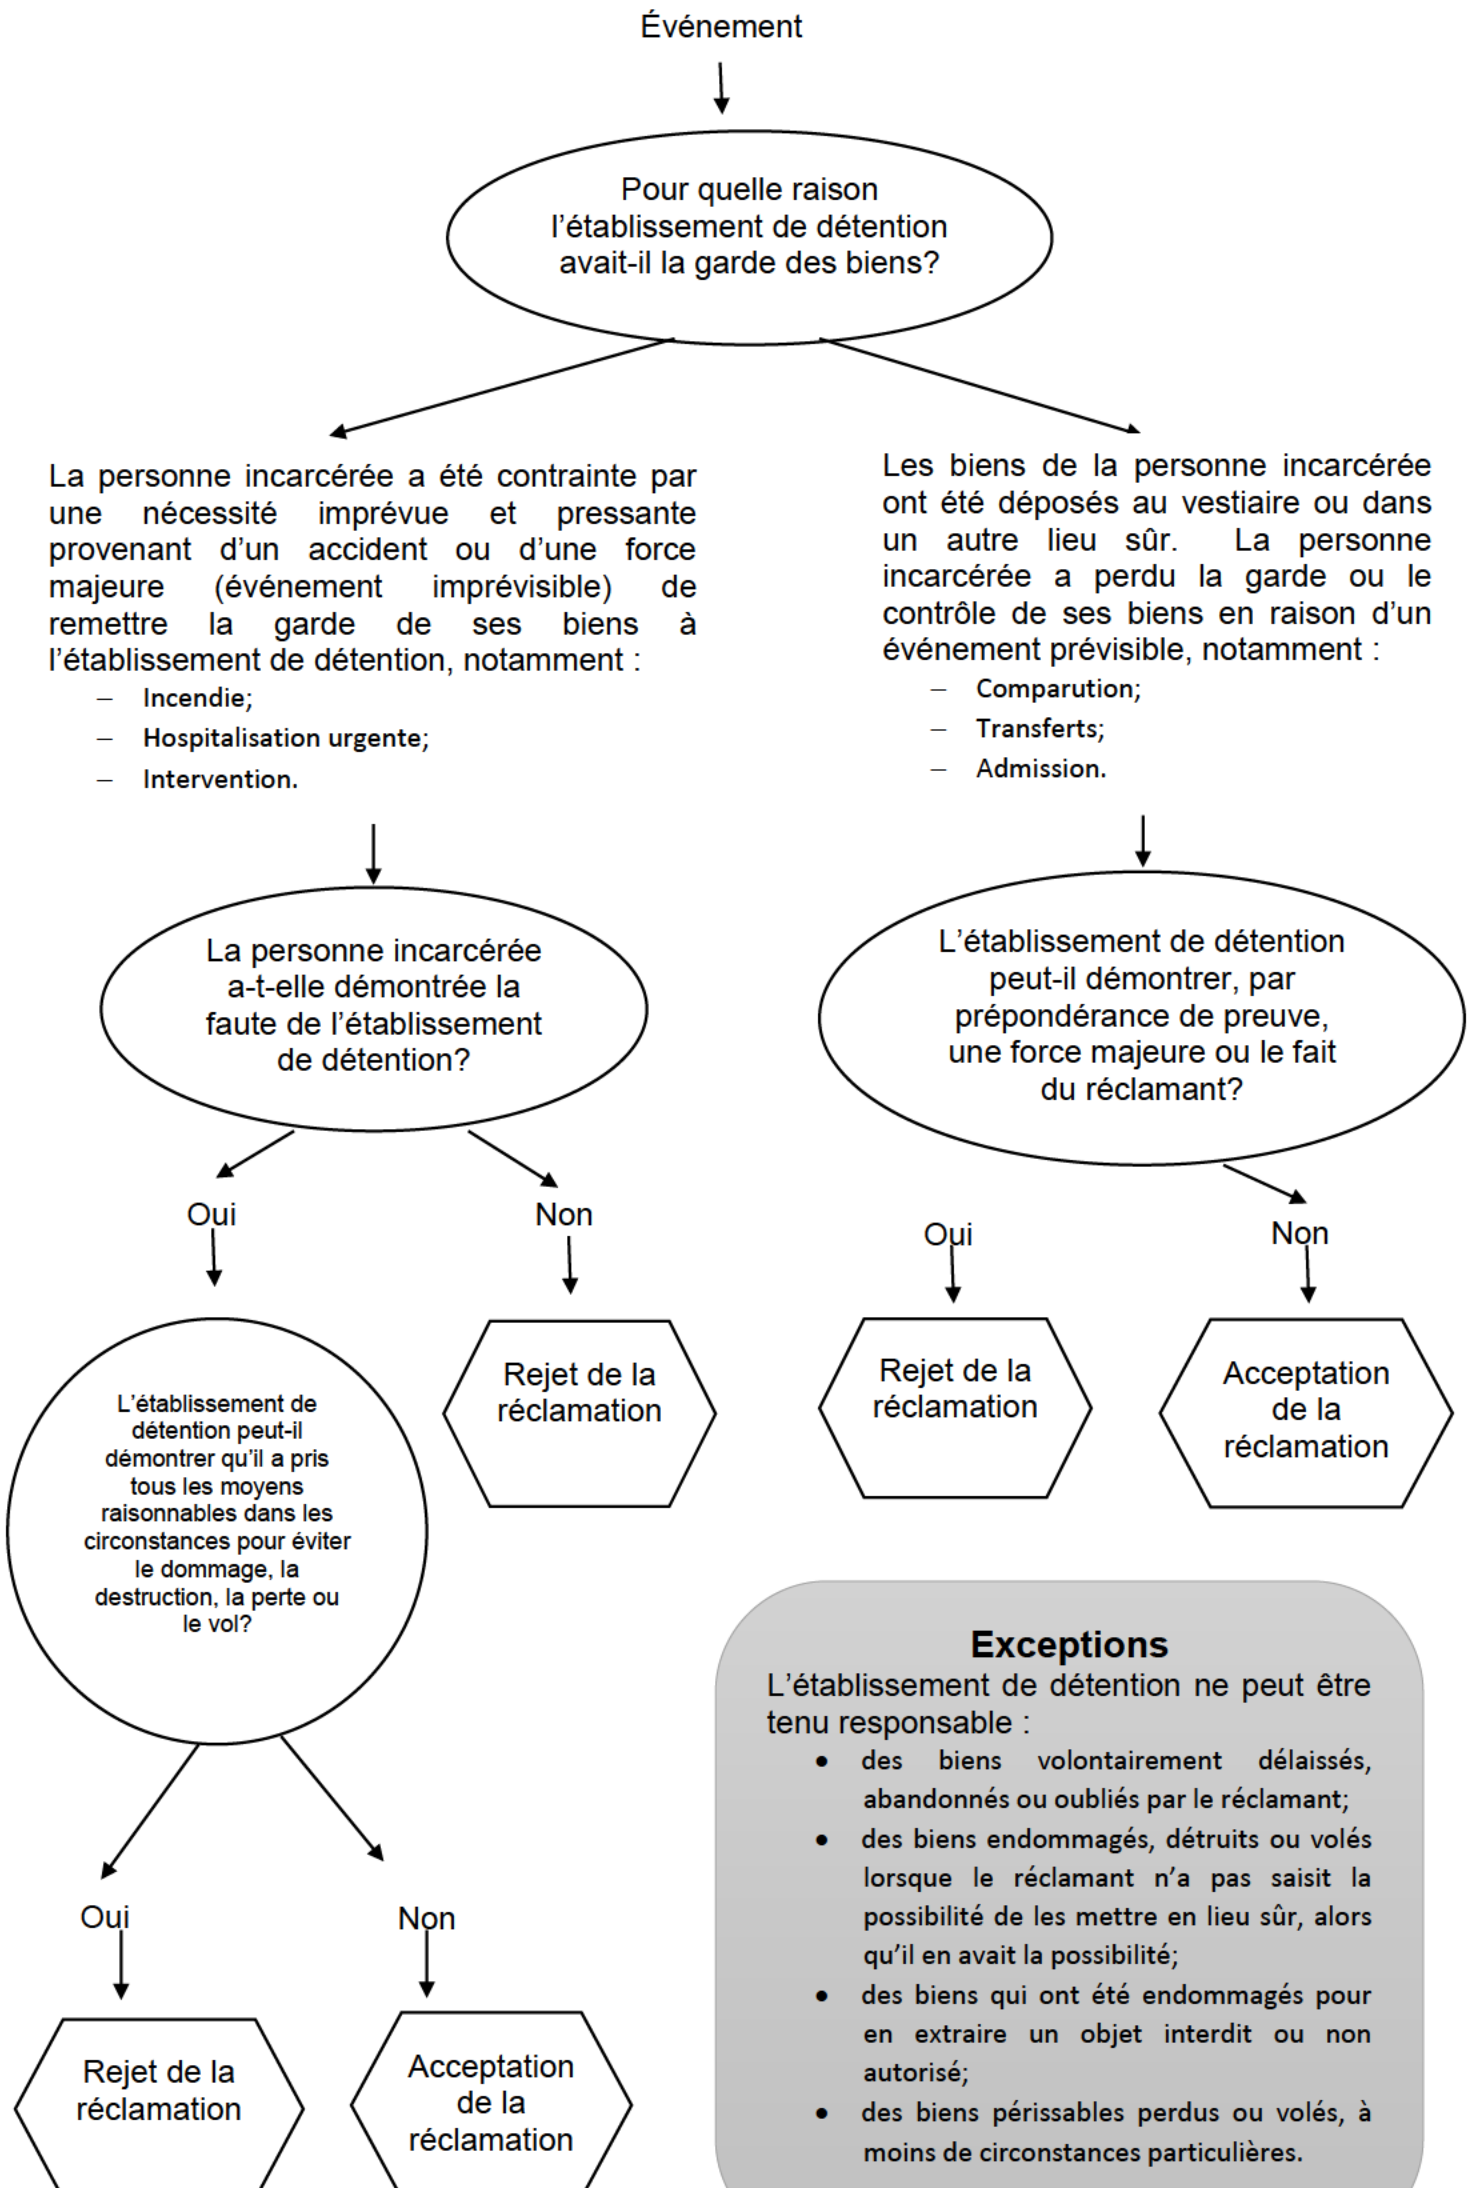 Événement
Pour quelle raison
l'établissement de détention
avait-il la garde des biens?
La personne incarcérée a été contrainte par
une nécessité imprévue et pressante
provenant d'un accident ou d'une force
majeure (événement imprévisible) de
remettre la garde de ses biens à
l'établissement de détention, notamment :
– Incendie;
– Hospitalisation urgente;
– Intervention.
Les biens de la personne incarcérée
ont été déposés au vestiaire ou dans
un autre lieu sûr. La personne
incarcérée a perdu la garde ou le
contrôle de ses biens en raison d'un
événement prévisible, notamment :
– Comparution;
– Transferts;
– Admission.
La personne incarcérée
a-t-elle démontrée la
faute de l'établissement
de détention?
L'établissement de détention
peut-il démontrer, par
prépondérance de preuve,
une force majeure ou le fait
du réclamant?
Oui
Non
Oui
Non
L'établissement de
détention peut-il
démontrer qu'il a pris
tous les moyens
raisonnables dans les
circonstances pour éviter
le dommage, la
destruction, la perte ou
le vol?
Rejet de la
réclamation
Rejet de la
réclamation
Acceptation
de la
réclamation
Exceptions
L'établissement de détention ne peut être
tenu responsable :
• des biens volontairement délaissés,
abandonnés ou oubliés par le réclamant;
• des biens endommagés, détruits ou volés
lorsque le réclamant n'a pas saisit la
possibilité de les mettre en lieu sûr, alors
qu'il en avait la possibilité;
• des biens qui ont été endommagés pour
en extraire un objet interdit ou non
autorisé;
• des biens périssables perdus ou volés, à
moins de circonstances particulières.
Oui
Non
Rejet de la
réclamation
Acceptation
de la
réclamation